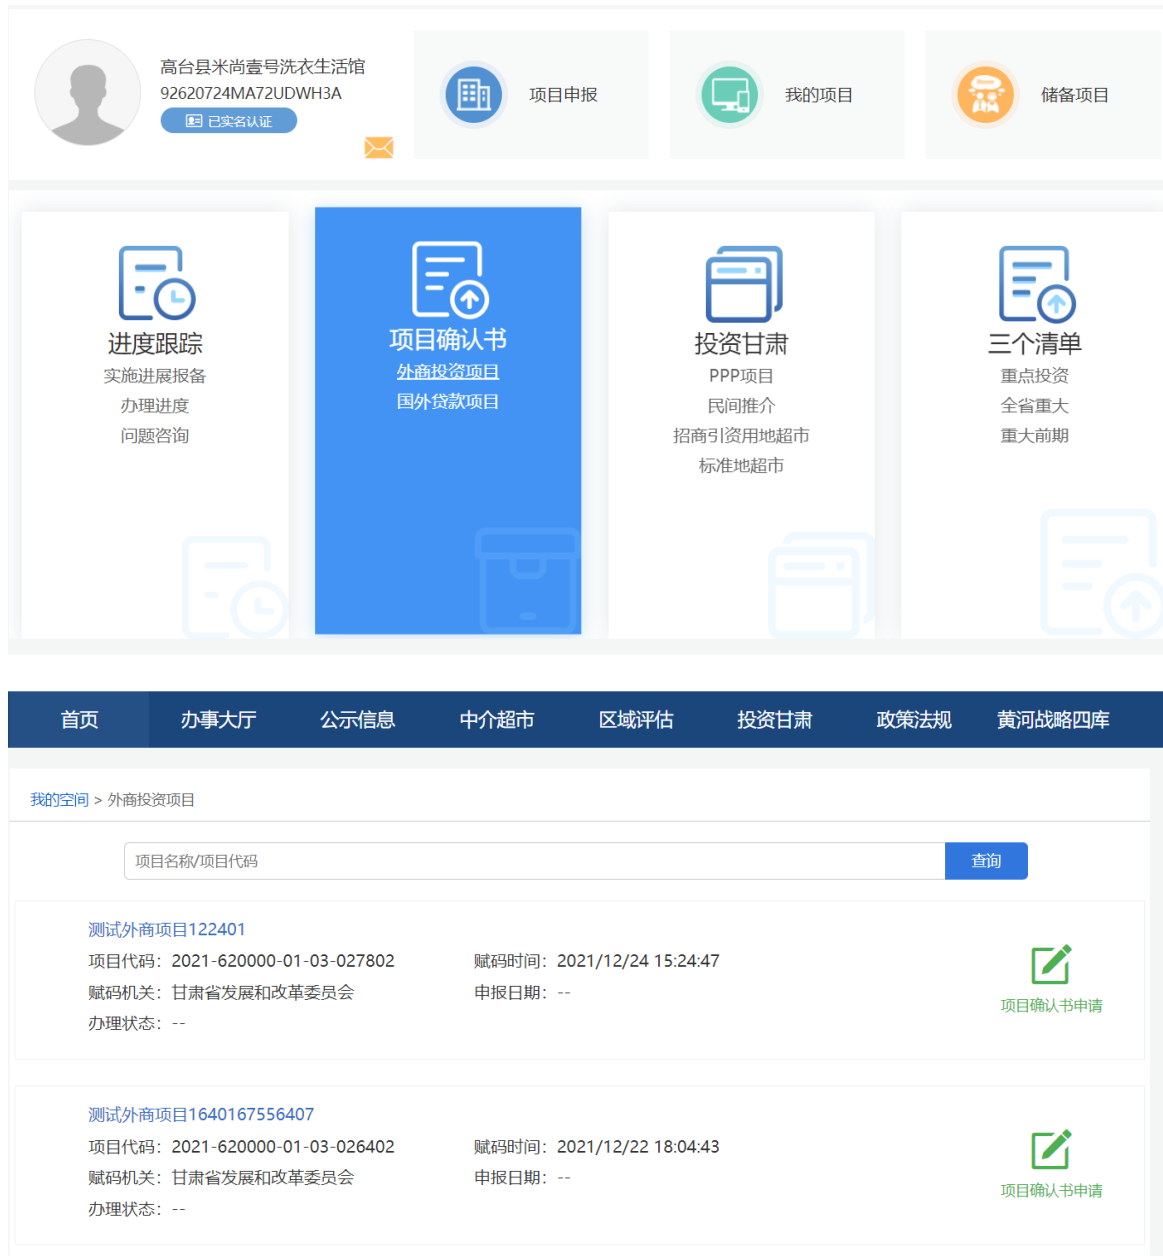 高台县米尚壹号洗衣生活馆
92620724MA72UDWH3A
已实名认证
项目申报
我的项目
储备项目
进度跟踪
实施进展报备
办理进度
问题咨询
项目确认书
外商投资项目
国外贷款项目
投资甘肃
PPP项目
民间推介
招商引资用地超市
标准地超市
三个清单
重点投资
全省重大
重大前期
首页 办事大厅 公示信息 中介超市 区域评估 投资甘肃 政策法规 黄河战略四库
我的空间 > 外商投资项目
项目名称/项目代码 查询
测试外商项目122401
项目代码：2021-620000-01-03-027802 赋码时间：2021/12/24 15:24:47
赋码机关：甘肃省发展和改革委员会 申报日期：--
办理状态：--
项目确认书申请
测试外商项目1640167556407
项目代码：2021-620000-01-03-026402 赋码时间：2021/12/22 18:04:43
赋码机关：甘肃省发展和改革委员会 申报日期：--
办理状态：--
项目确认书申请